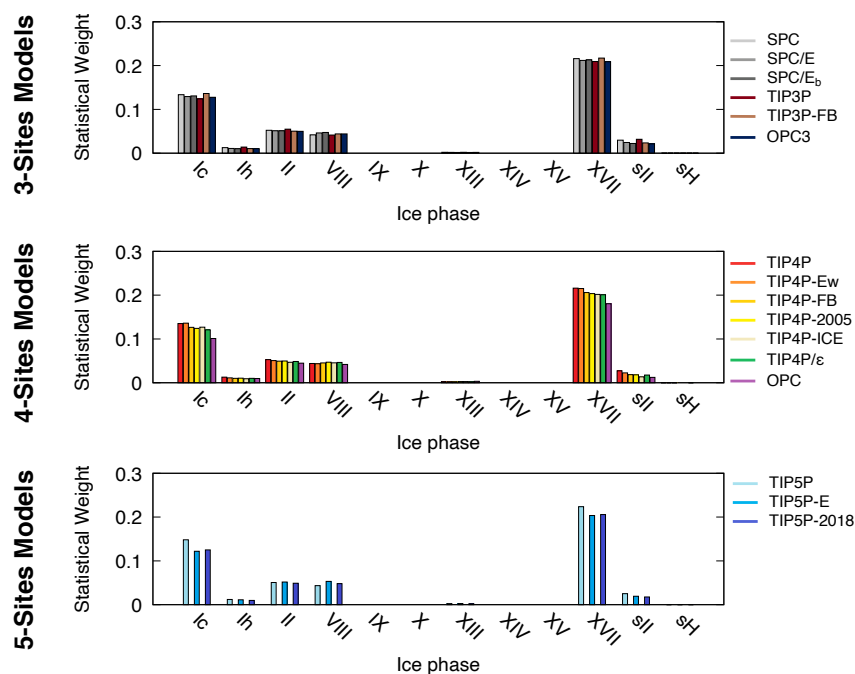 3-Sites Models
Statistical Weight
0.3
0.2
0.1
0
Ic
Ih
II
VIII
IX
X
XIII
XIV
XV
XVII
sII
sH
Ice phase
SPC
SPC/E
SPC/E_b
TIP3P
TIP3P-FB
OPC3
4-Sites Models
Statistical Weight
0.3
0.2
0.1
0
Ic
Ih
II
VIII
IX
X
XIII
XIV
XV
XVII
sII
sH
Ice phase
TIP4P
TIP4P-Ew
TIP4P-FB
TIP4P-2005
TIP4P-ICE
TIP4P/ε
OPC
5-Sites Models
Statistical Weight
0.3
0.2
0.1
0
Ic
Ih
II
VIII
IX
X
XIII
XIV
XV
XVII
sII
sH
Ice phase
TIP5P
TIP5P-E
TIP5P-2018